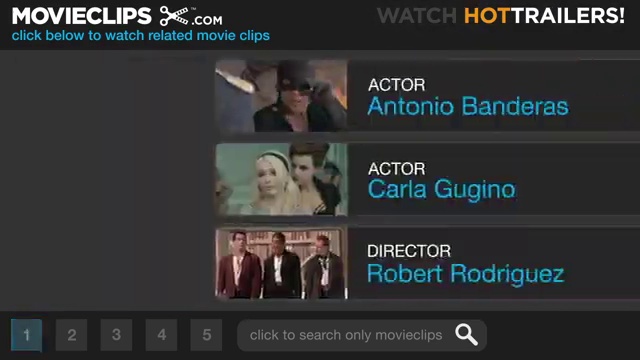 MOVIECLIPS .COM
WATCH HOTTRAILERS!
click below to watch related movie clips
ACTOR
Antonio Banderas
ACTOR
Carla Gugino
DIRECTOR
Robert Rodriguez
1 2 3 4 5
click to search only movieclips